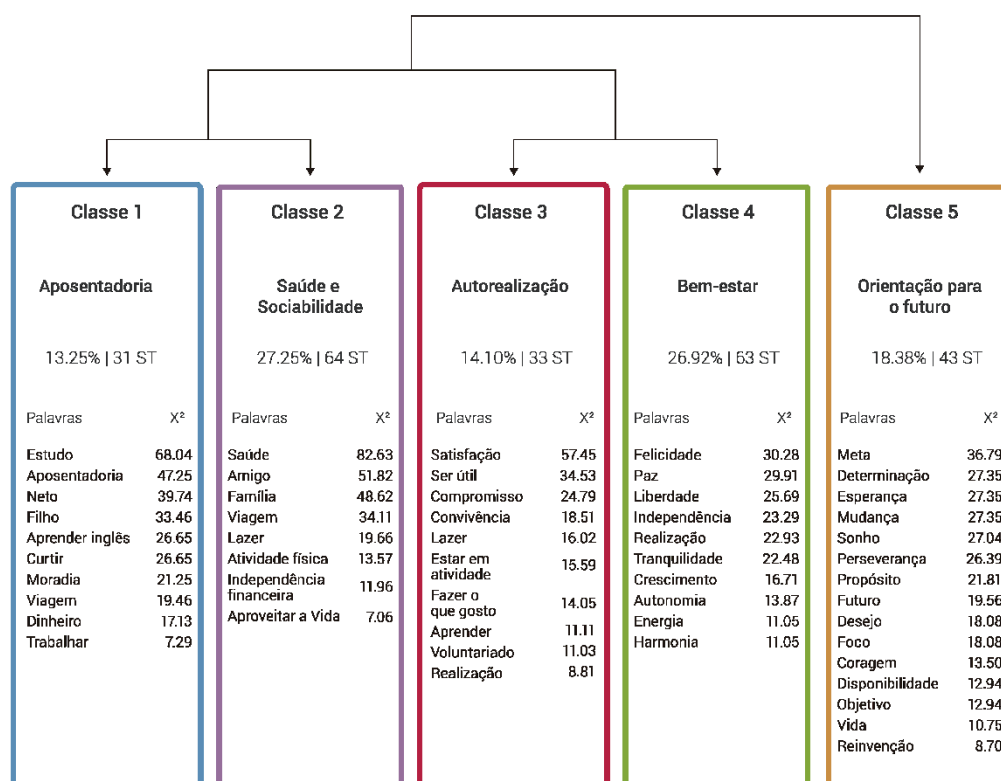 Classe 1
Aposentadoria
13.25% | 31 ST
Palavras X²
Estudo 68.04
Aposentadoria 47.25
Neto 39.74
Filho 33.46
Aprender inglês 26.65
Curtir 26.65
Moradia 21.25
Viagem 19.46
Dinheiro 17.13
Trabalhar 7.29
Classe 2
Saúde e
Sociabilidade
27.25% | 64 ST
Palavras X²
Saúde 82.63
Amigo 51.82
Família 48.62
Viagem 34.11
Lazer 19.66
Atividade física 13.57
Independência
financeira 11.96
Aproveitar a Vida 7.06
Classe 3
Autorealização
14.10% | 33 ST
Palavras X²
Satisfação 57.45
Ser útil 34.53
Compromisso 24.79
Convivência 18.51
Lazer 16.02
Estar em
atividade 15.59
Fazer o
que gosto 14.05
Aprender 11.11
Voluntariado 11.03
Realização 8.81
Classe 4
Bem-estar
26.92% | 63 ST
Palavras X²
Felicidade 30.28
Paz 29.91
Liberdade 25.69
Independência 23.29
Realização 22.93
Tranquilidade 22.48
Crescimento 16.71
Autonomia 13.87
Energia 11.05
Harmonia 11.05
Classe 5
Orientação para
o futuro
18.38% | 43 ST
Palavras X²
Meta 36.79
Determinação 27.35
Esperança 27.35
Mudança 27.35
Sonho 27.04
Perseverança 26.39
Propósito 21.81
Futuro 19.56
Desejo 18.08
Foco 18.08
Coragem 13.50
Disponibilidade 12.94
Objetivo 12.94
Vida 10.75
Reinvenção 8.70